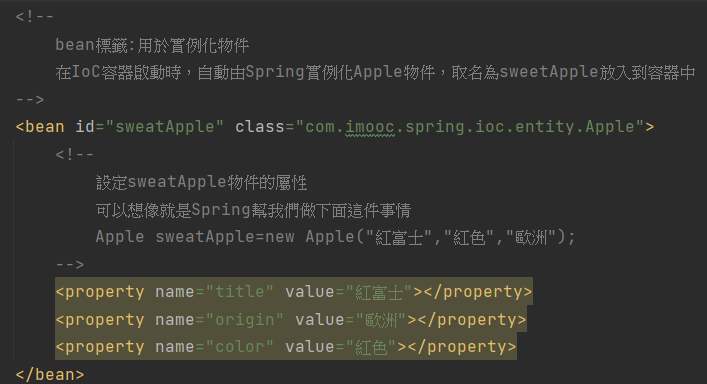 <!--
bean標籤:用於實例化物件
在IoC容器啟動時，自動由Spring實例化Apple物件，取名為sweetApple放入到容器中
-->
<bean id="sweatApple" class="com.imooc.spring.ioc.entity.Apple">
<!--
設定sweatApple物件的屬性
可以想像就是Spring幫我們做下面這件事情
Apple sweatApple=new Apple("紅富士","紅色","歐洲");
-->
<property name="title" value="紅富士"></property>
<property name="origin" value="歐洲"></property>
<property name="color" value="紅色"></property>
</bean>